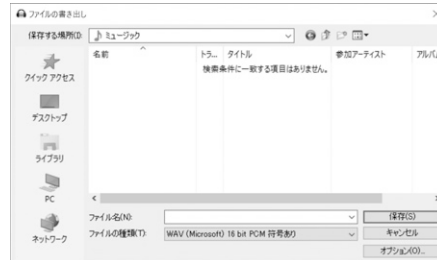 ファイルの書き出し
保存する場所(I):
ミュージック
名前
トラ...
タイトル
参加アーティスト
アルバム
検索条件に一致する項目はありません。
クイック アクセス
デスクトップ
ライブラリ
PC
ネットワーク
ファイル名(N):
保存(S)
ファイルの種類(T):
WAV (Microsoft) 16 bit PCM 符号あり
キャンセル
オプション(O)...